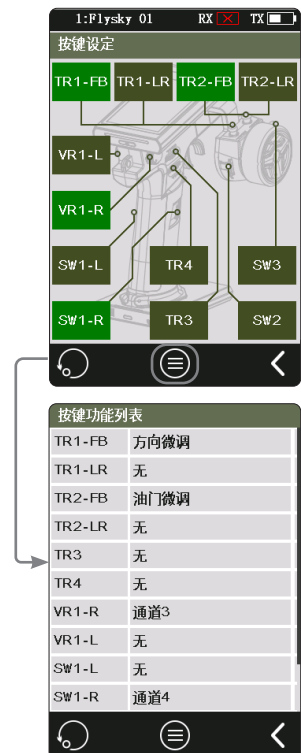 1:Flysky 01 RX TX
按键设定
TR1-FB TR1-LR TR2-FB TR2-LR
VR1-L
VR1-R
SW1-L TR4 SW3
SW1-R TR3 SW2
按键功能列表
TR1-FB 方向微调
TR1-LR 无
TR2-FB 油门微调
TR2-LR 无
TR3 无
TR4 无
VR1-R 通道3
VR1-L 无
SW1-L 无
SW1-R 通道4